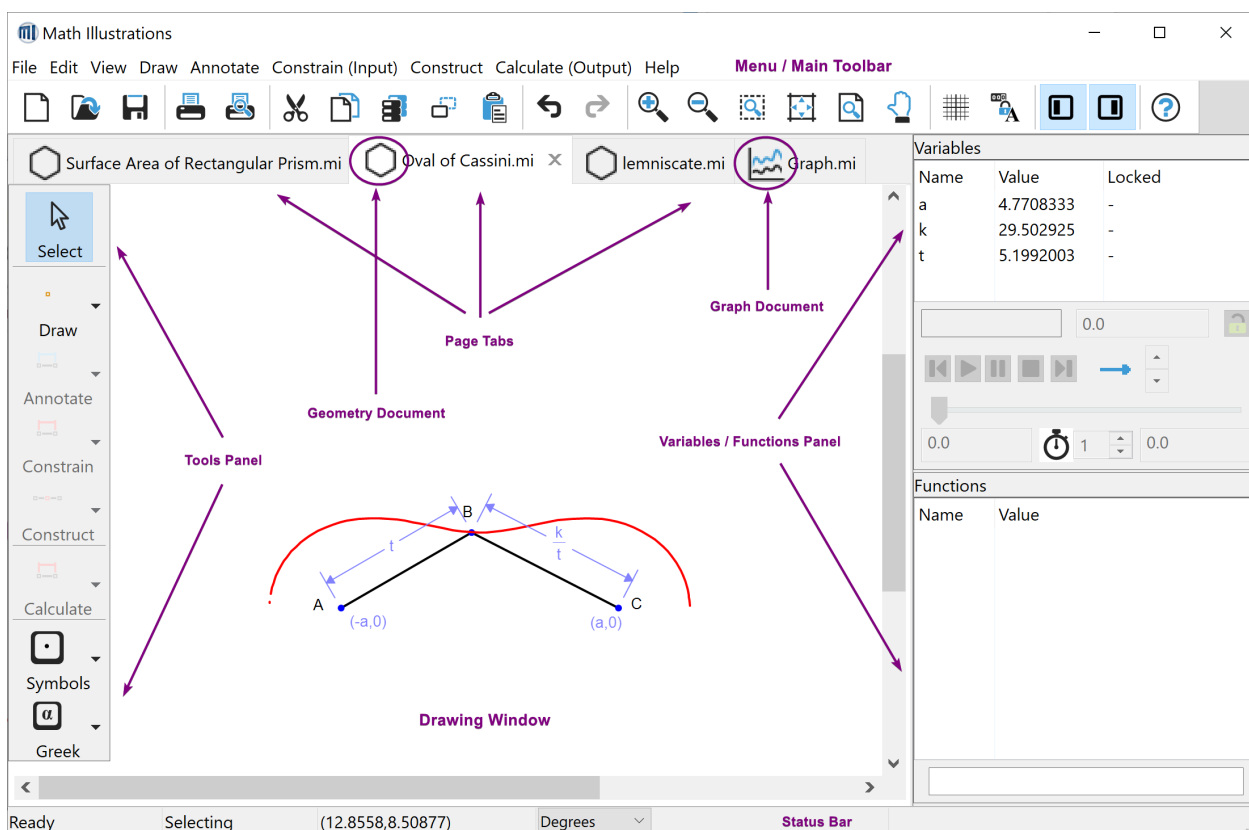 Math Illustrations
File Edit View Draw Annotate Constrain (Input) Construct Calculate (Output) Help Menu / Main Toolbar
Surface Area of Rectangular Prism.mi Oval of Cassini.mi lemniscate.mi Graph.mi
Variables
Name Value Locked
a 4.7708333 -
k 29.502925 -
t 5.1992003 -
Select
Draw
Annotate
Constrain
Construct
Calculate
Symbols
α
Greek
Graph Document
Page Tabs
Geometry Document
Tools Panel
Variables / Functions Panel
0.0
0.0 1 0.0
Functions
Name Value
B
t
k
t
A
C
(-a,0)
(a,0)
Drawing Window
Ready Selecting (12.8558,8.50877) Degrees Status Bar